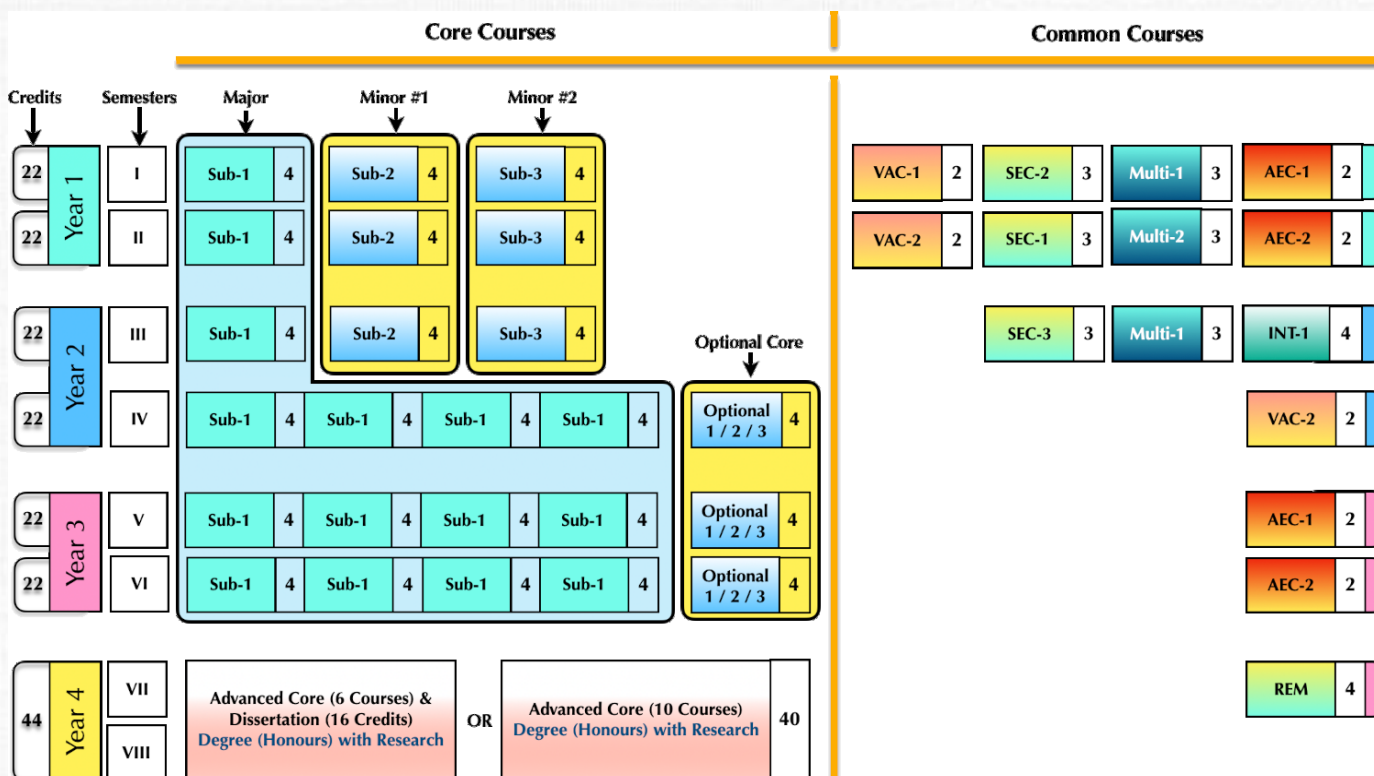 Core Courses
Common Courses
Credits Semesters Major Minor #1 Minor #2
22 Year 1 I Sub-1 4 Sub-2 4 Sub-3 4 VAC-1 2 SEC-2 3 Multi-1 3 AEC-1 2
22 II Sub-1 4 Sub-2 4 Sub-3 4 VAC-2 2 SEC-1 3 Multi-2 3 AEC-2 2
22 Year 2 III Sub-1 4 Sub-2 4 Sub-3 4 SEC-3 3 Multi-1 3 INT-1 4
Optional Core
22 IV Sub-1 4 Sub-1 4 Sub-1 4 Sub-1 4 Optional 4 VAC-2 2
1 / 2 / 3
22 Year 3 V Sub-1 4 Sub-1 4 Sub-1 4 Sub-1 4 Optional 4 AEC-1 2
1 / 2 / 3
22 VI Sub-1 4 Sub-1 4 Sub-1 4 Sub-1 4 Optional 4 AEC-2 2
1 / 2 / 3
44 Year 4 VII
VIII
Advanced Core (6 Courses) &
Dissertation (16 Credits)
Degree (Honours) with Research
OR
Advanced Core (10 Courses)
Degree (Honours) with Research
40
REM 4